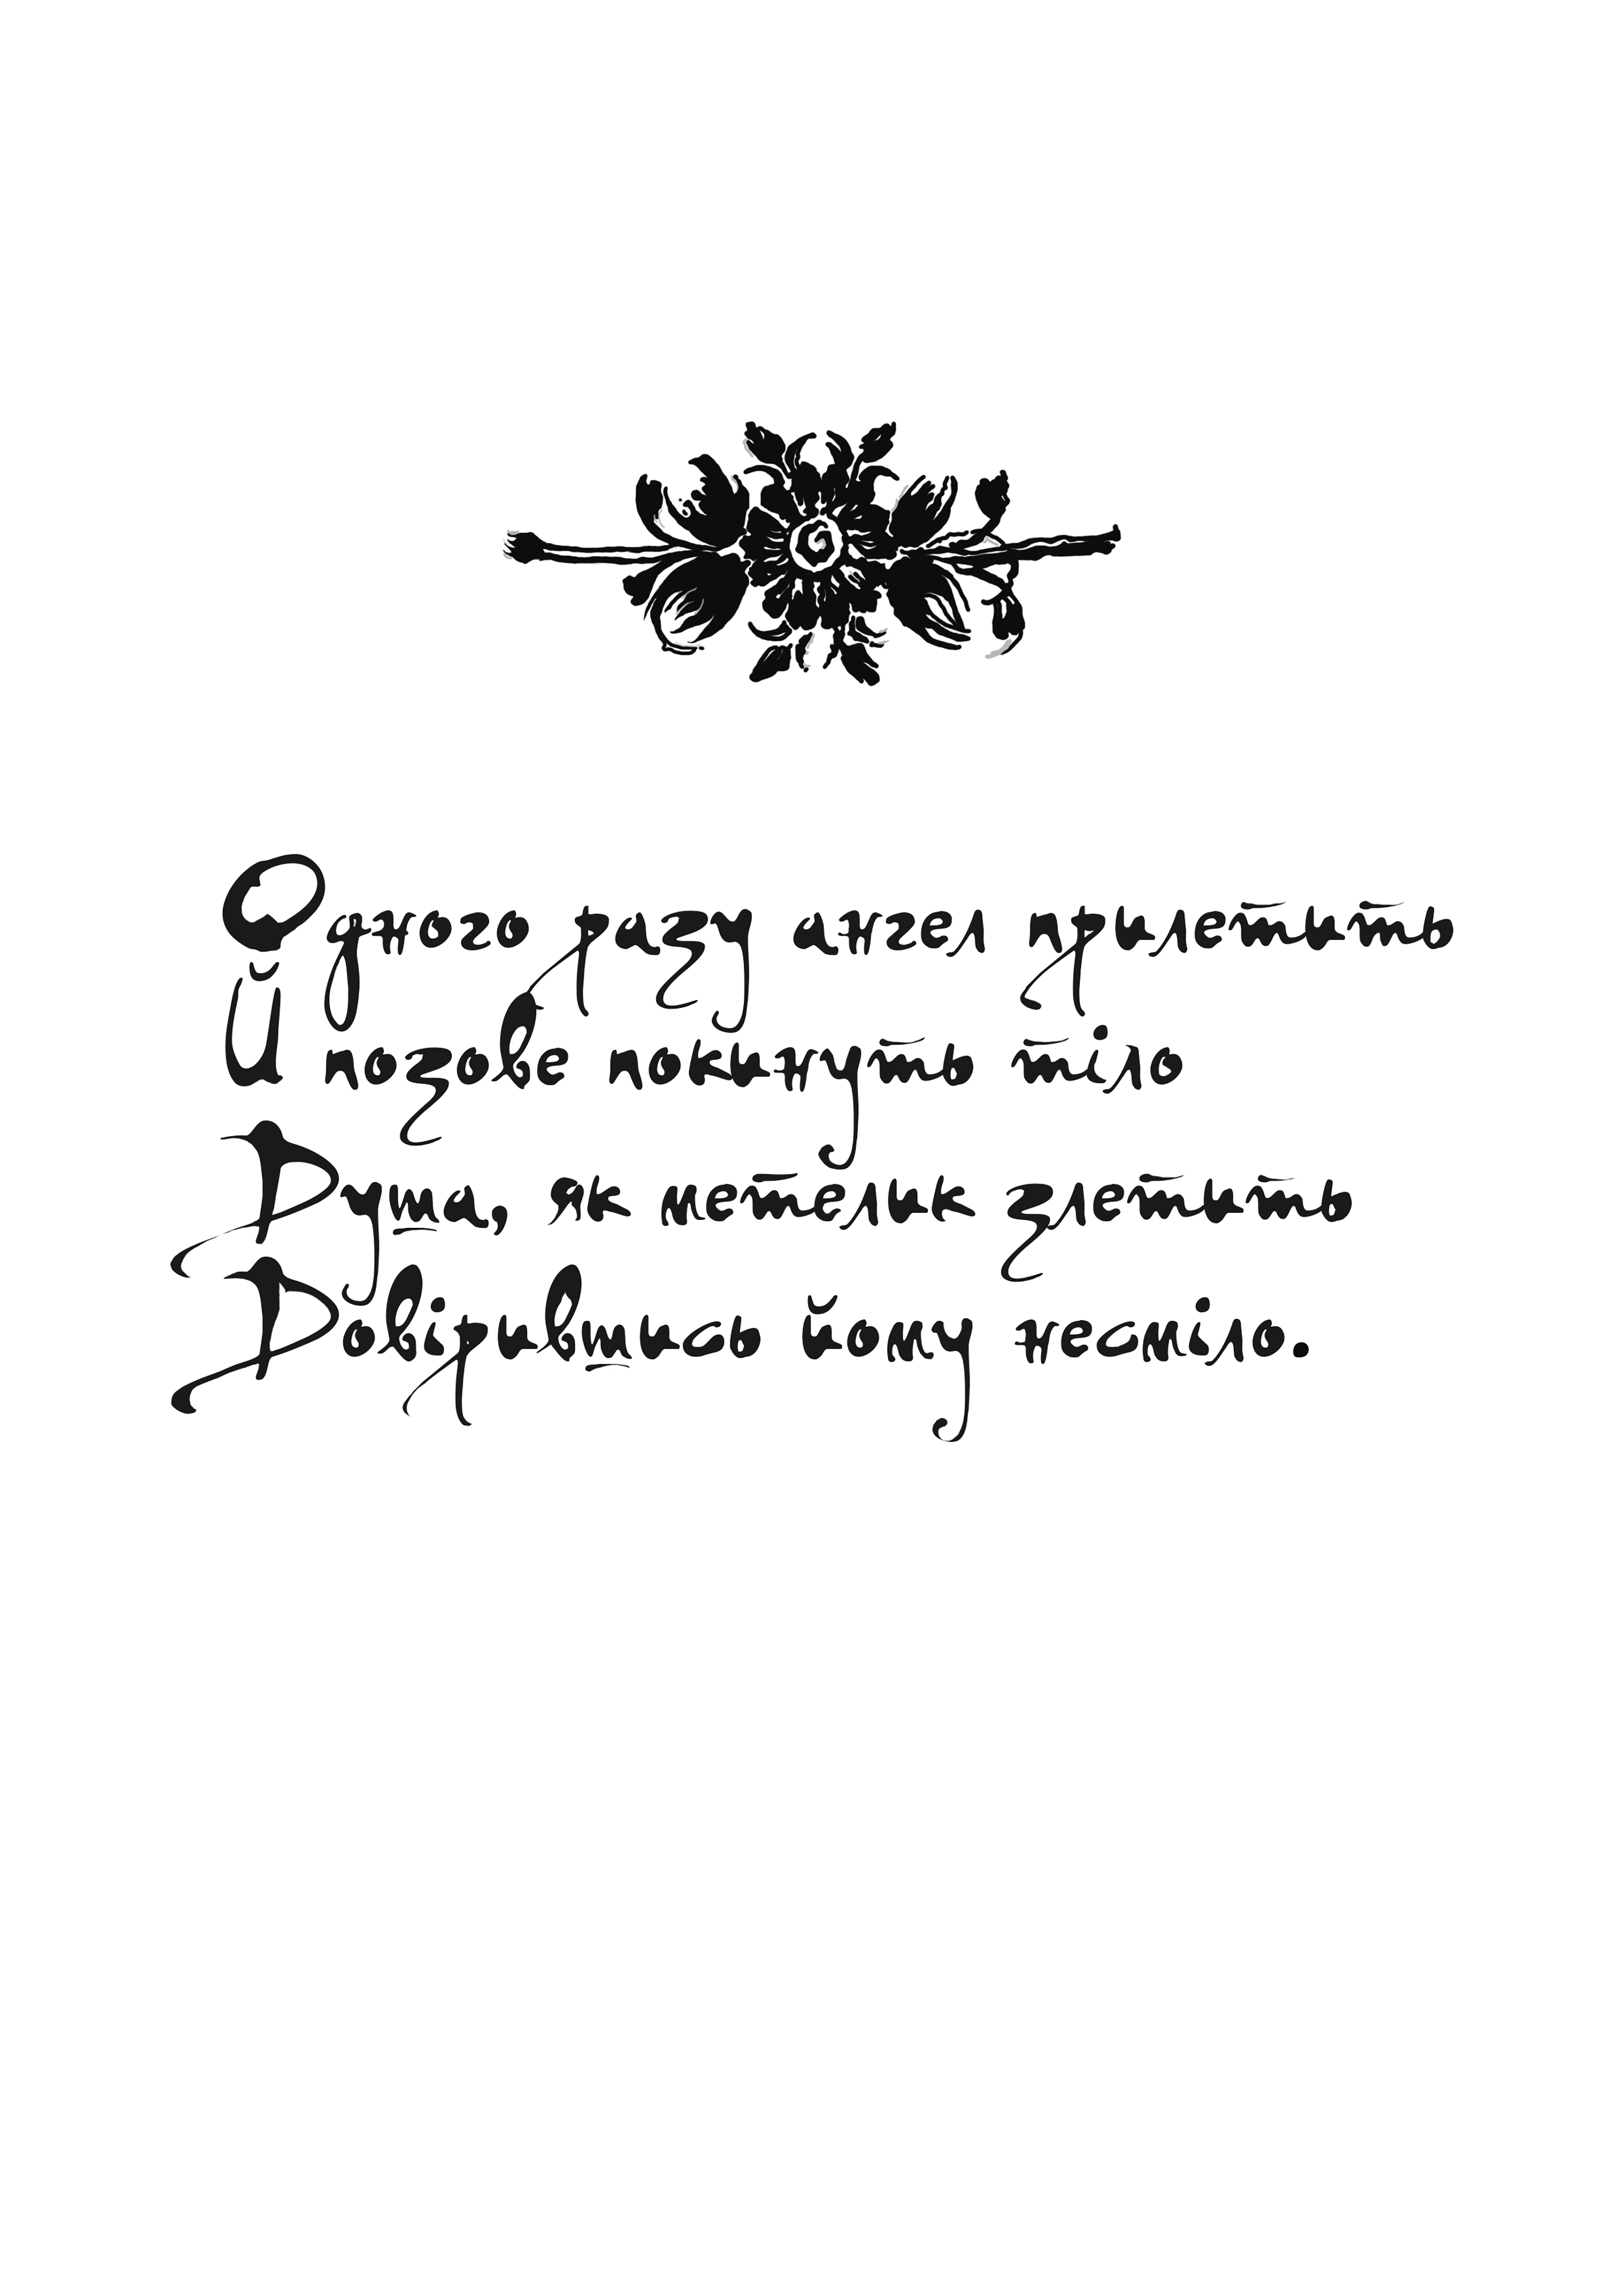 Одного разу ангел прилетить
Й позове покинуть тіло
Душа, як метелик злетить
Довірившись йому несміло.